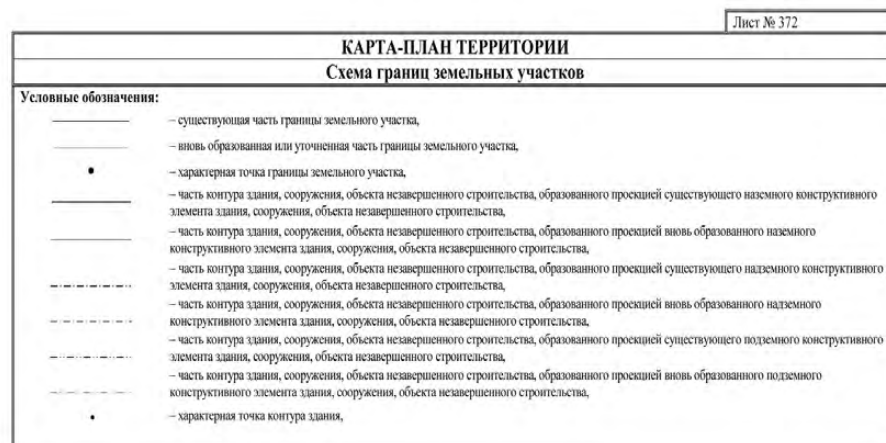 Лист № 372
КАРТА-ПЛАН ТЕРРИТОРИИ
Схема границ земельных участков
Условные обозначения:
– существующая часть границы земельного участка,
– вновь образованная или уточненная часть границы земельного участка,
– характерная точка границы земельного участка,
– часть контура здания, сооружения, объекта незавершенного строительства, образованного проекцией существующего наземного конструктивного
элемента здания, сооружения, объекта незавершенного строительства,
– часть контура здания, сооружения, объекта незавершенного строительства, образованного проекцией вновь образованного наземного
конструктивного элемента здания, сооружения, объекта незавершенного строительства,
– часть контура здания, сооружения, объекта незавершенного строительства, образованного проекцией существующего надземного конструктивного
элемента здания, сооружения, объекта незавершенного строительства,
– часть контура здания, сооружения, объекта незавершенного строительства, образованного проекцией вновь образованного надземного
конструктивного элемента здания, сооружения, объекта незавершенного строительства,
– часть контура здания, сооружения, объекта незавершенного строительства, образованного проекцией существующего подземного конструктивного
элемента здания, сооружения, объекта незавершенного строительства,
– часть контура здания, сооружения, объекта незавершенного строительства, образованного проекцией вновь образованного подземного
конструктивного элемента здания, сооружения, объекта незавершенного строительства,
– характерная точка контура здания,